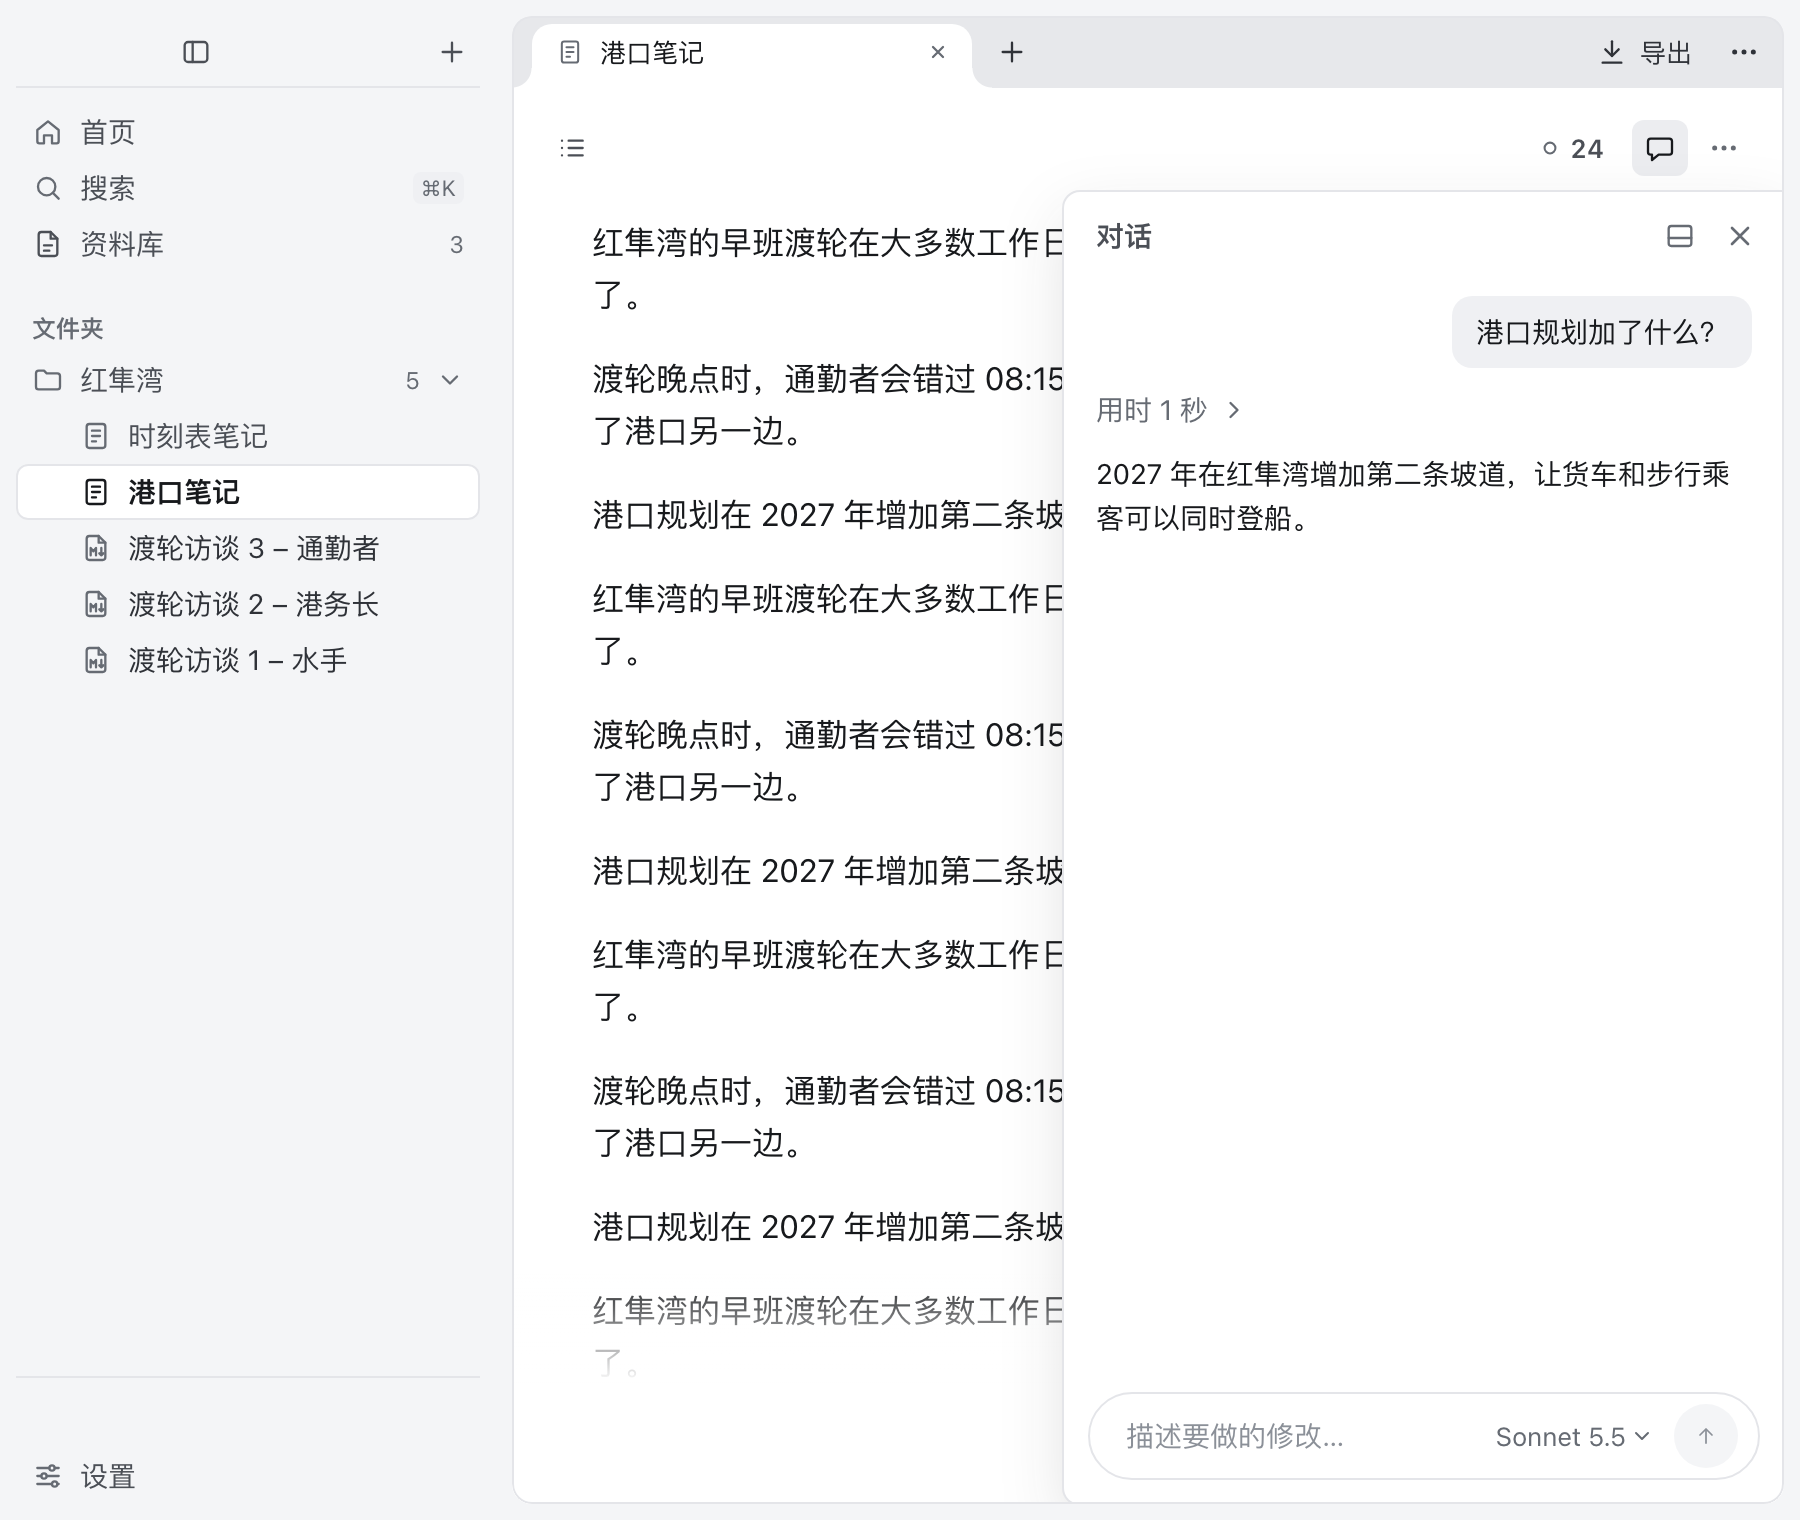 首页
搜索 ⌘K
资料库 3
文件夹
红隼湾 5
时刻表笔记
港口笔记
渡轮访谈 3 – 通勤者
渡轮访谈 2 – 港务长
渡轮访谈 1 – 水手
设置
港口笔记
导出
24
红隼湾的早班渡轮在大多数工作日
了。
渡轮晚点时，通勤者会错过 08:15
了港口另一边。
港口规划在 2027 年增加第二条坡
红隼湾的早班渡轮在大多数工作日
了。
渡轮晚点时，通勤者会错过 08:15
了港口另一边。
港口规划在 2027 年增加第二条坡
红隼湾的早班渡轮在大多数工作日
了。
渡轮晚点时，通勤者会错过 08:15
了港口另一边。
港口规划在 2027 年增加第二条坡
红隼湾的早班渡轮在大多数工作日
了。
对话
港口规划加了什么？
用时 1 秒
2027 年在红隼湾增加第二条坡道，让货车和步行乘
客可以同时登船。
描述要做的修改...
Sonnet 5.5